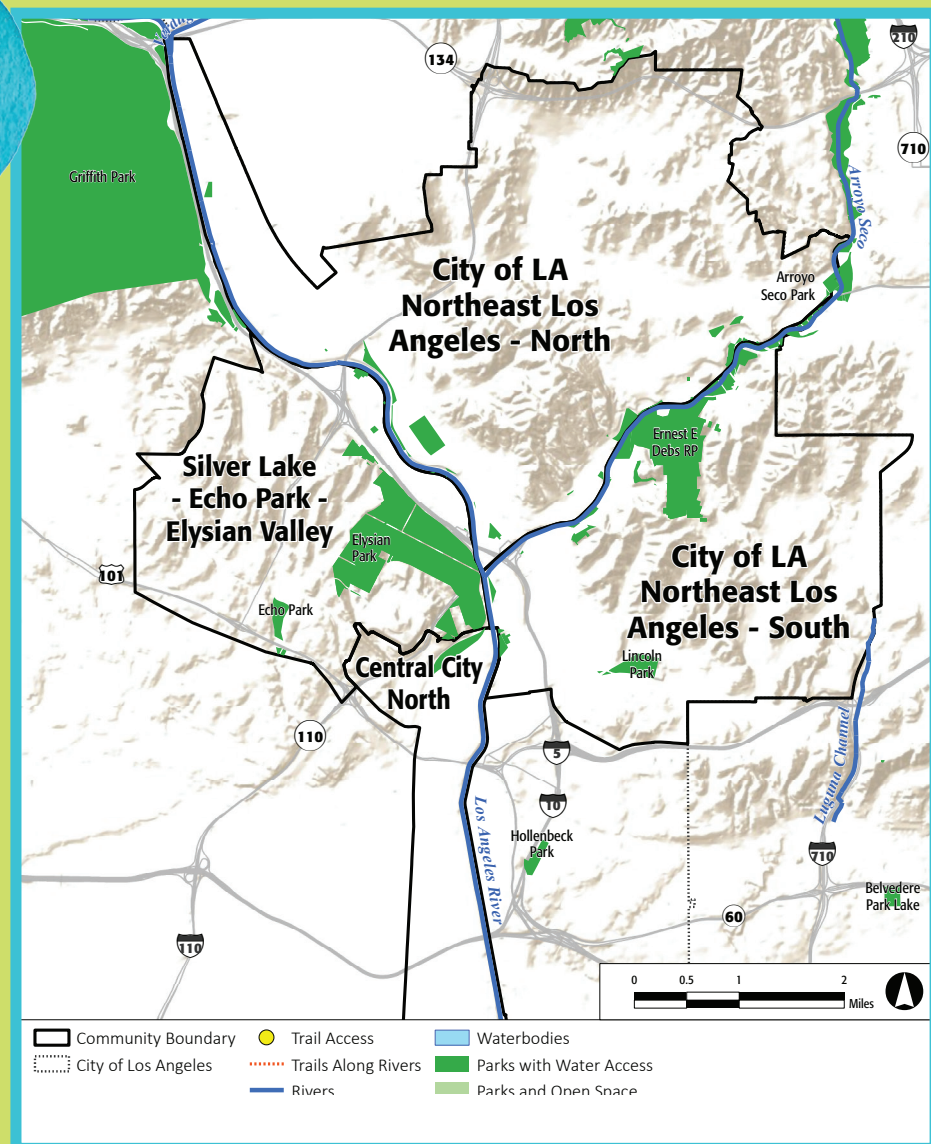 Verdug
134
210
710
Griffith Park
Arroyo Seco
City of LA
Northeast Los
Angeles - North
Arroyo
Seco Park
Ernest E
Debs RP
Silver Lake
- Echo Park -
Elysian Valley
Elysian
Park
101
Echo Park
City of LA
Northeast Los
Angeles - South
Lincoln
Park
Central City
North
110
5
10
Luguna Channel
Los Angeles River
Hollenbeck
Park
710
Belvedere
Park Lake
60
110
0 0.5 1 2
Miles
Community Boundary
City of Los Angeles
Trail Access
Trails Along Rivers
Rivers
Waterbodies
Parks with Water Access
Parks and Open Space